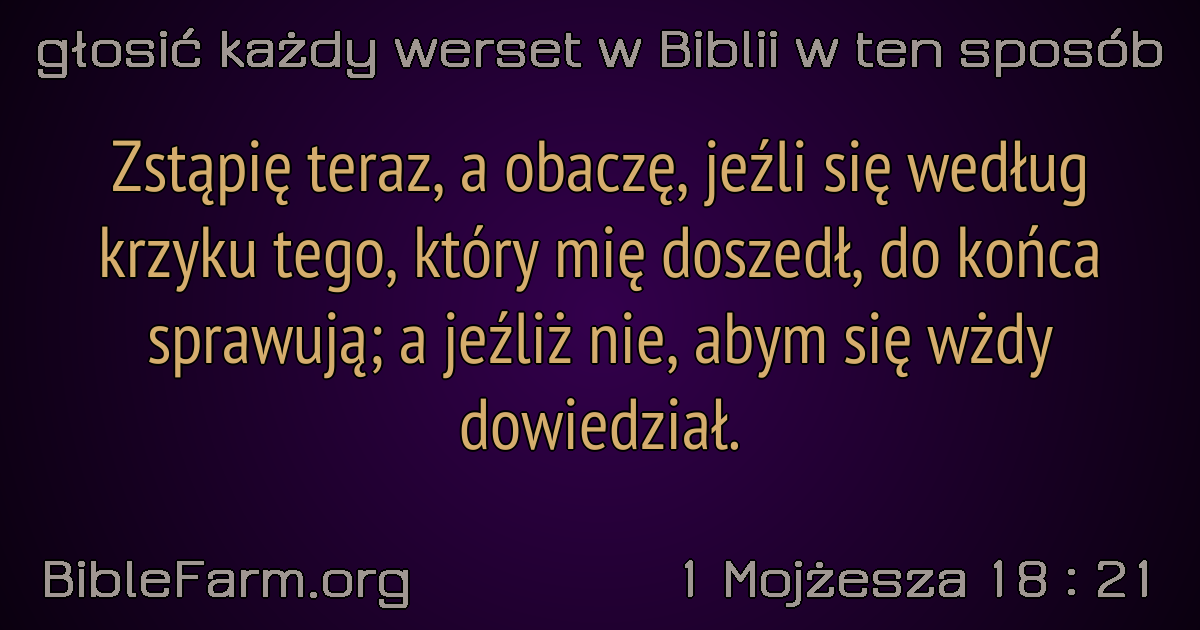 głosić każdy werset w Biblii w ten sposób
Zstąpię teraz, a obaczę, jeźli się według
krzyku tego, który mię doszedł, do końca
sprawują; a jeźliż nie, abym się wżdy
dowiedział.
BibleFarm.org
1 Mojżesza 18 : 21